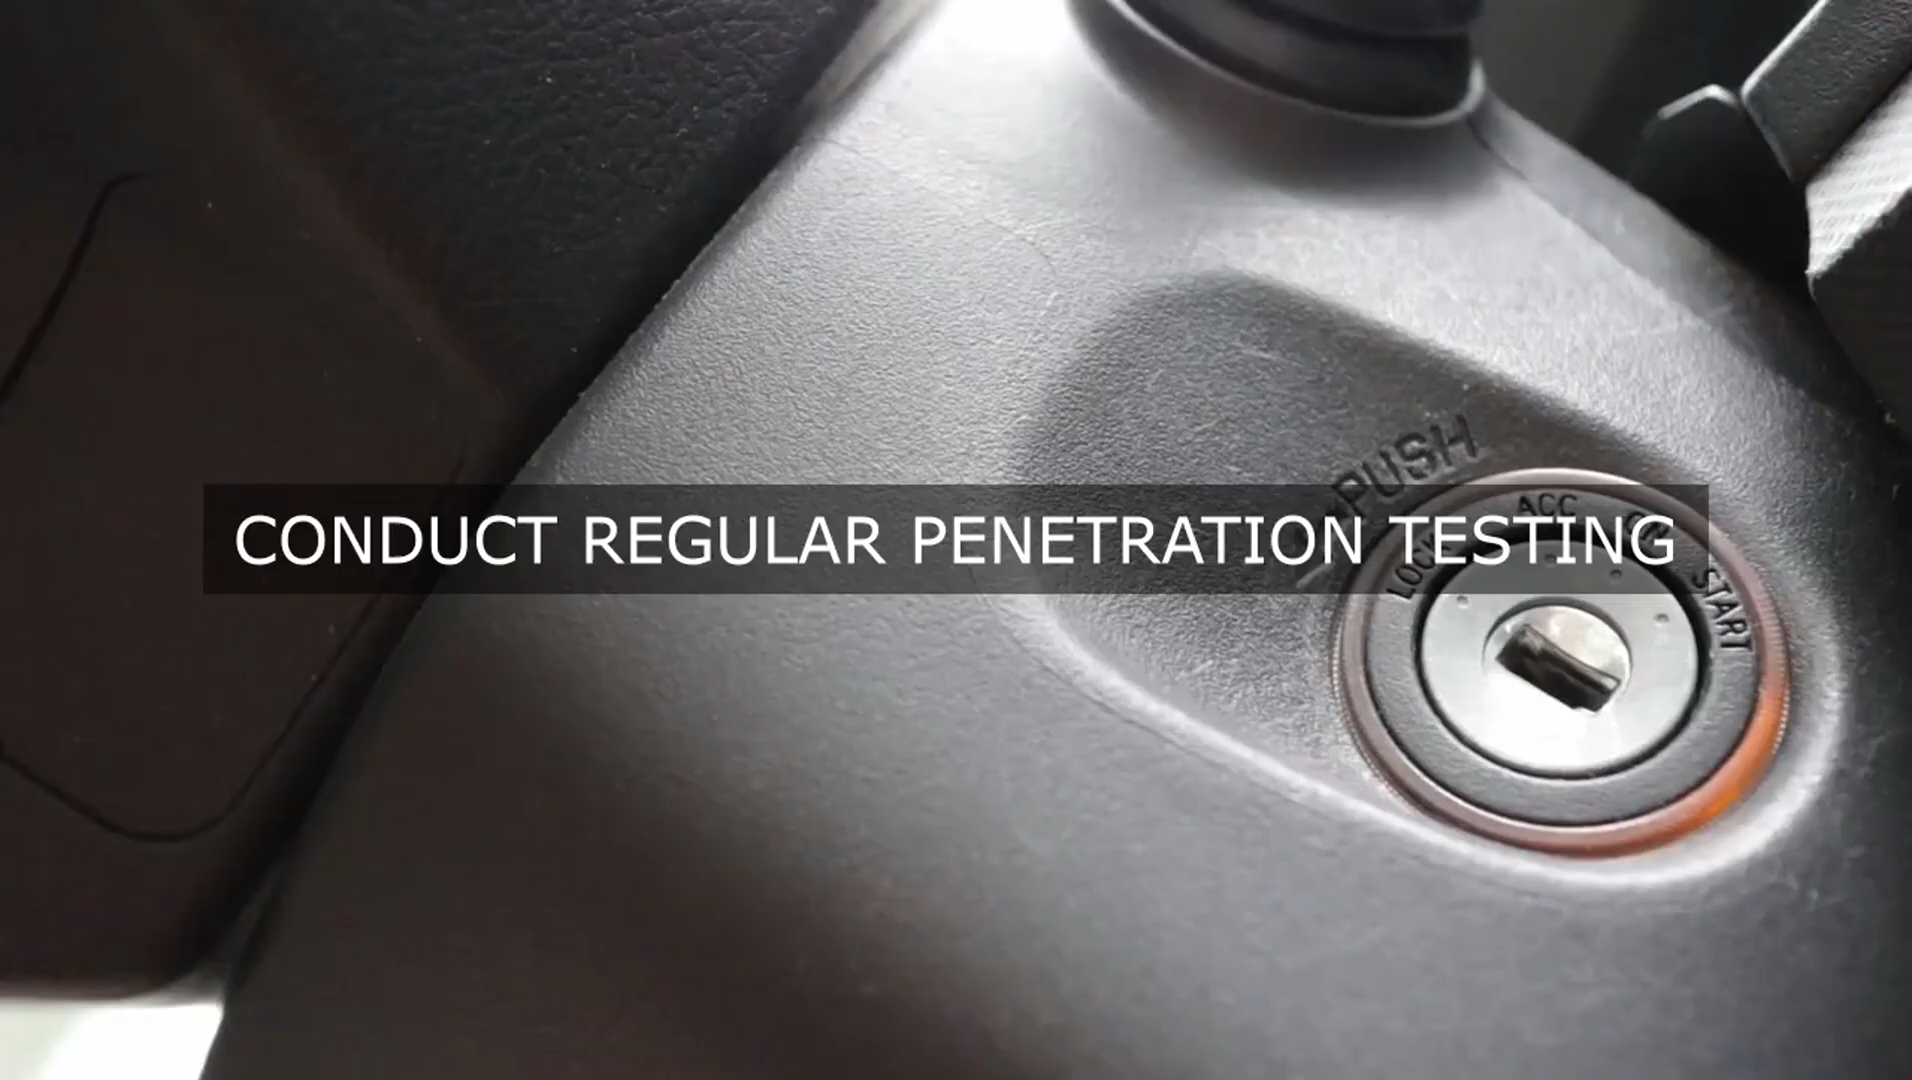 PUSH
ACC
CONDUCT REGULAR PENETRATION TESTING
LOCK
START